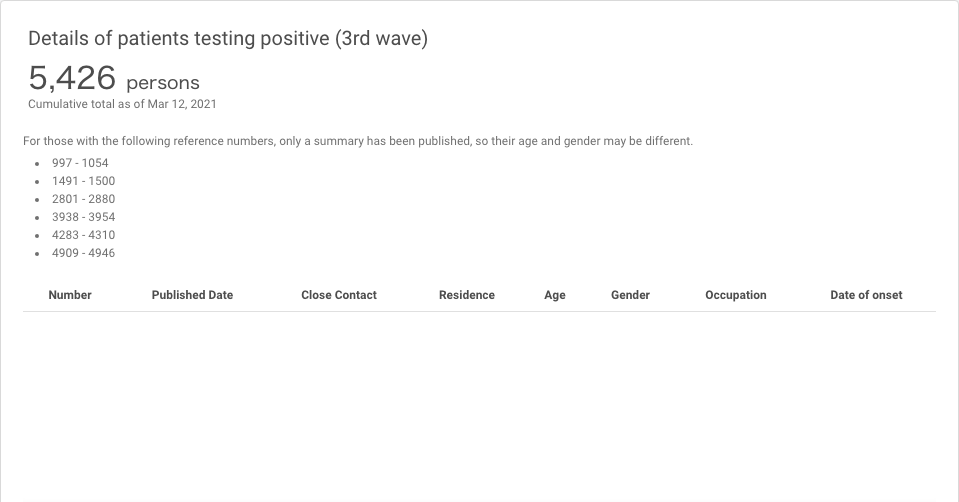 Details of patients testing positive (3rd wave)
5,426 persons
Cumulative total as of Mar 12, 2021
For those with the following reference numbers, only a summary has been published, so their age and gender may be different.
• 997 - 1054
• 1491 - 1500
• 2801 - 2880
• 3938 - 3954
• 4283 - 4310
• 4909 - 4946
Number Published Date Close Contact Residence Age Gender Occupation Date of onset